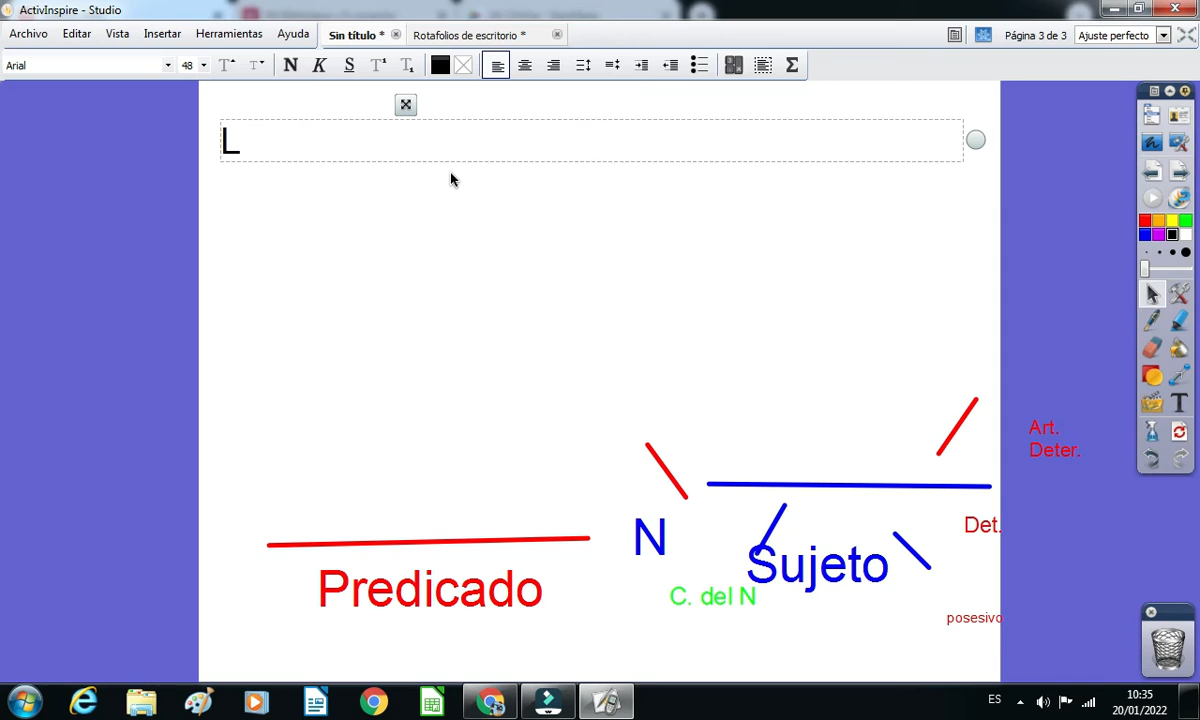 ActivInspire - Studio
Archivo Editar Vista Insertar Herramientas Ayuda Sin título * Rotafolios de escritorio * Página 3 de 3 Ajuste perfecto
Arial 48 N K S
L
Art.
Deter.
N
Det.
Sujeto
Predicado
C. del N
posesivo
ES 10:35
20/01/2022